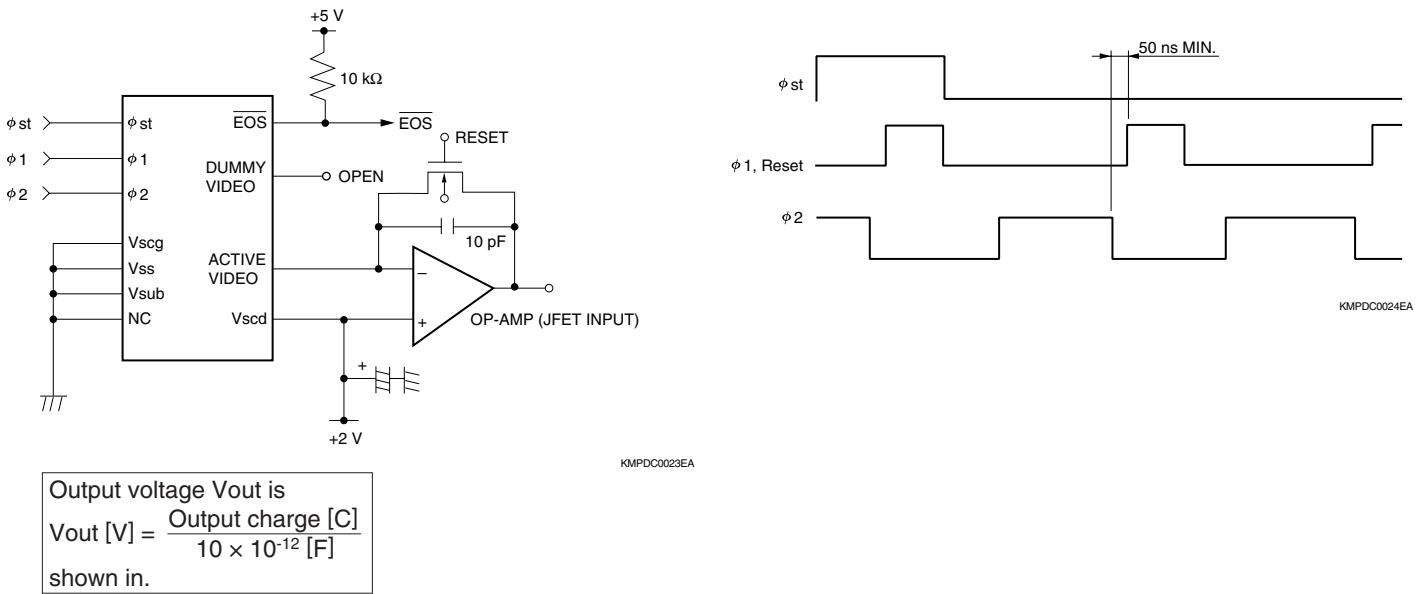 +5 V
10 kΩ
φst
φst
EOS
EOS
RESET
φ1
φ1
DUMMY
VIDEO
OPEN
φ2
φ2
Vscg
10 pF
Vss
ACTIVE
VIDEO
−
Vsub
NC
Vscd
+
OP-AMP (JFET INPUT)
+
+2 V
KMPDC0023EA
Output voltage Vout is
Vout [V] = Output charge [C]
10 × 10-12 [F]
shown in.
50 ns MIN.
φst
φ1, Reset
φ2
KMPDC0024EA